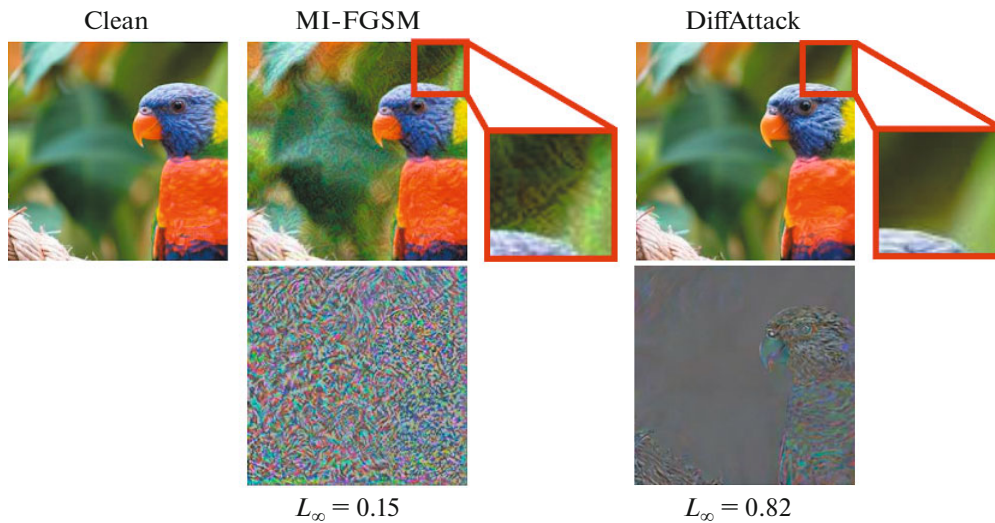 Clean
MI-FGSM
DiffAttack
L∞ = 0.15
L∞ = 0.82